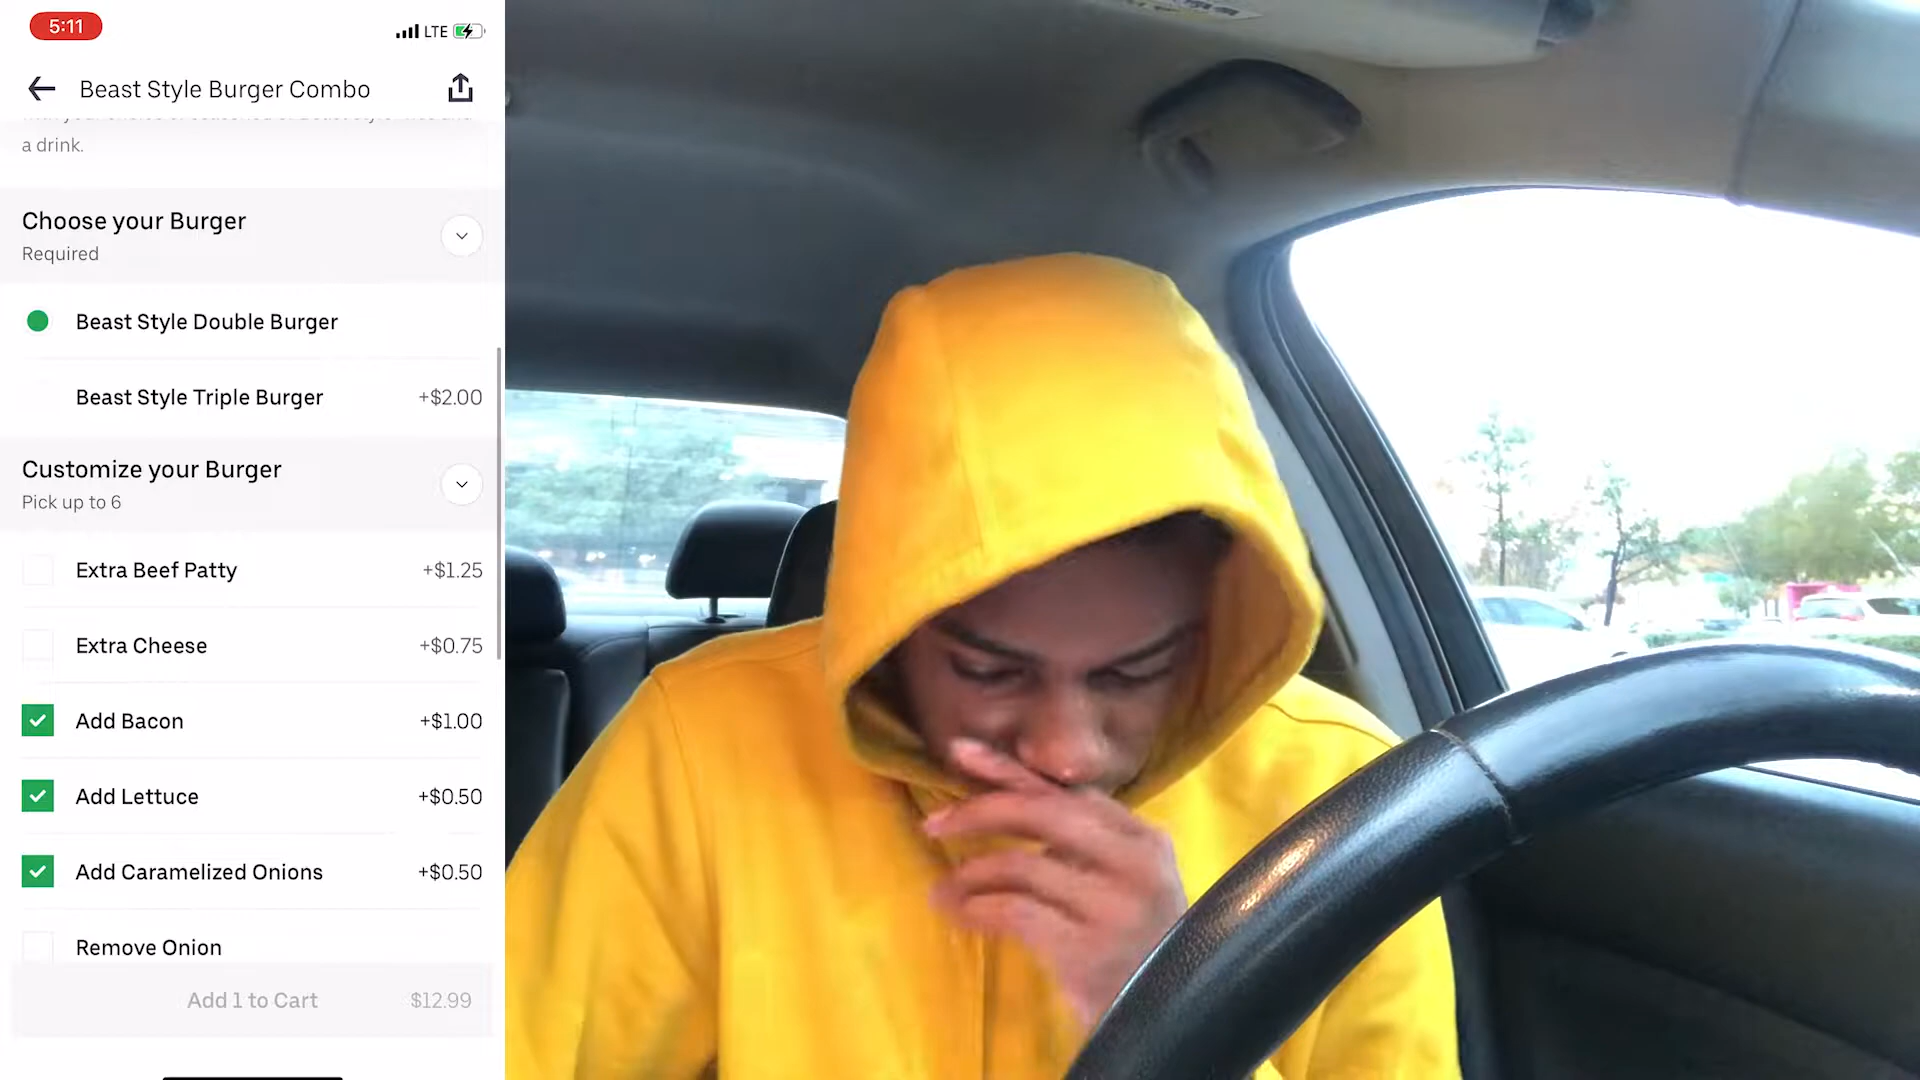 5:11
LTE
Beast Style Burger Combo
a drink.
Choose your Burger
Required
Beast Style Double Burger
Beast Style Triple Burger +$2.00
Customize your Burger
Pick up to 6
Extra Beef Patty +$1.25
Extra Cheese +$0.75
Add Bacon +$1.00
Add Lettuce +$0.50
Add Caramelized Onions +$0.50
Remove Onion
Add 1 to Cart $12.99